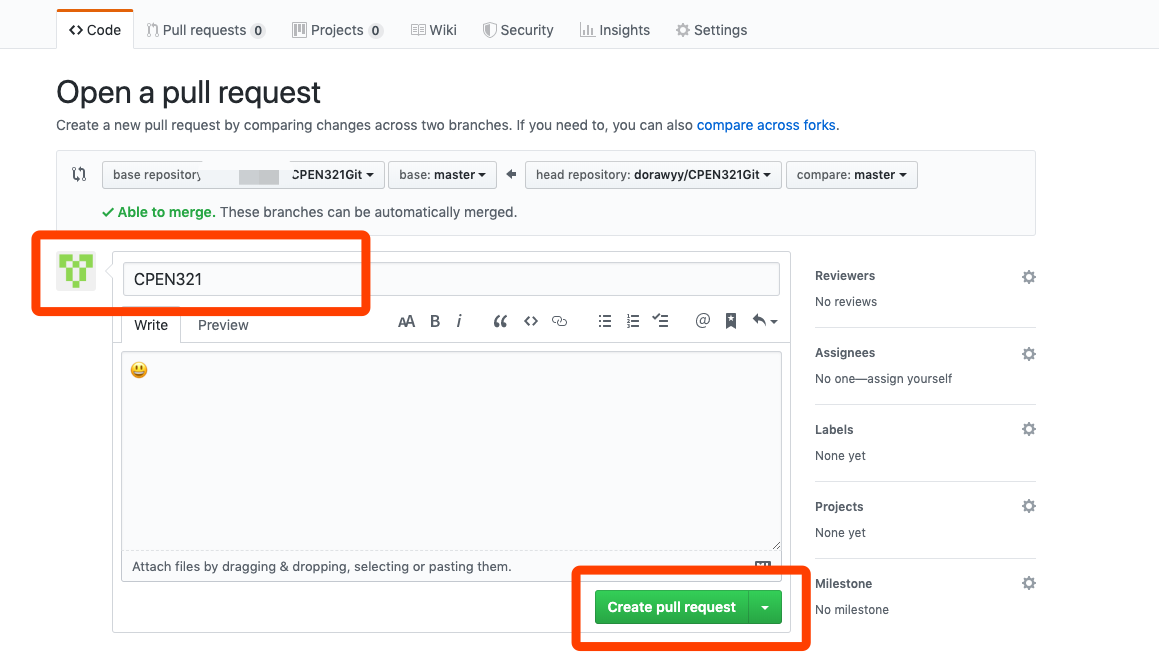 Code Pull requests 0 Projects 0 Wiki Security Insights Settings
Open a pull request
Create a new pull request by comparing changes across two branches. If you need to, you can also compare across forks.
base repository CPEN321Git base: master head repository: dorawyy/CPEN321Git compare: master
Able to merge. These branches can be automatically merged.
CPEN321
Write Preview
😃
Attach files by dragging & dropping, selecting or pasting them.
Create pull request
Reviewers
No reviews
Assignees
No one—assign yourself
Labels
None yet
Projects
None yet
Milestone
No milestone